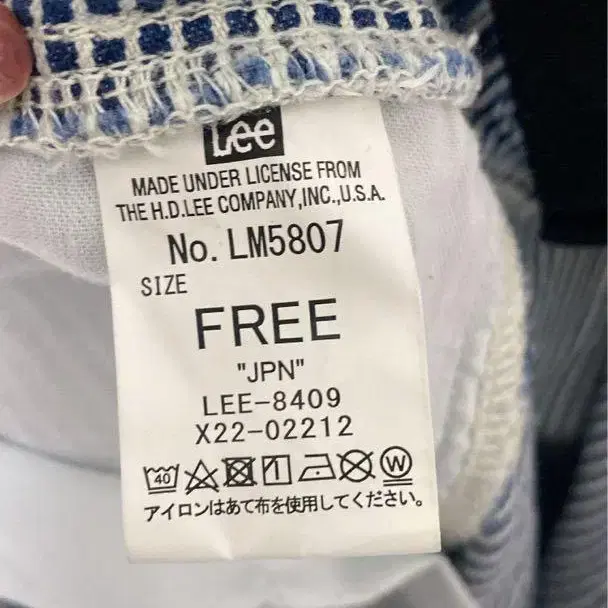 Lee
MADE UNDER LICENSE FROM
THE H.D.LEE COMPANY,INC.,U.S.A.
No. LM5807
SIZE
FREE
"JPN"
LEE-8409
X22-02212
40 W
アイロンはあて布を使用してください。